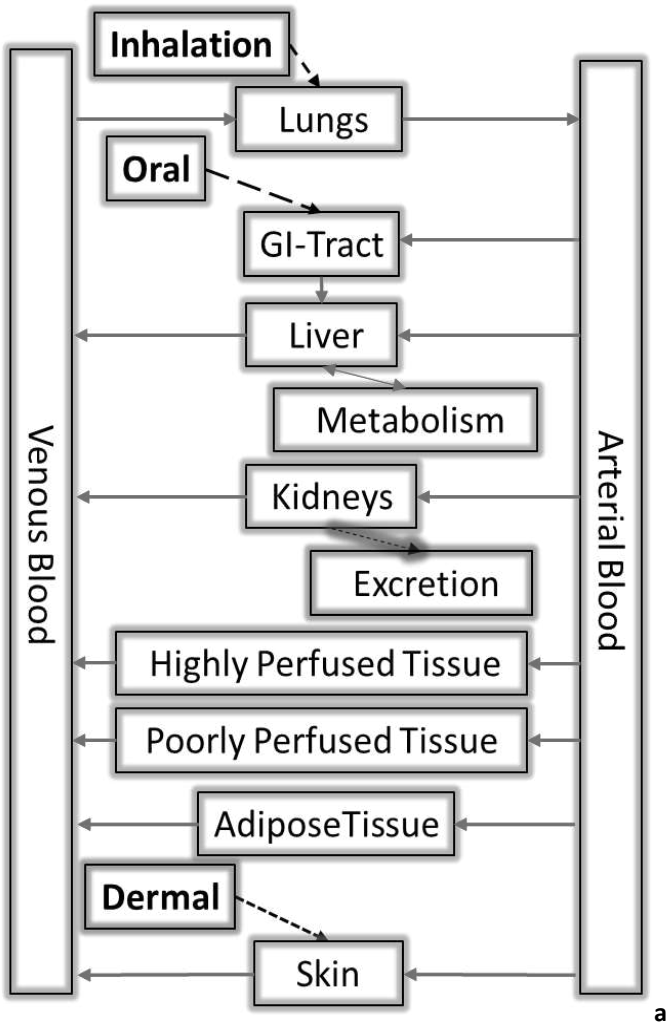 Inhalation
Lungs
Oral
GI-Tract
Liver
Metabolism
Venous Blood
Arterial Blood
Kidneys
Excretion
Highly Perfused Tissue
Poorly Perfused Tissue
AdiposeTissue
Dermal
Skin
a